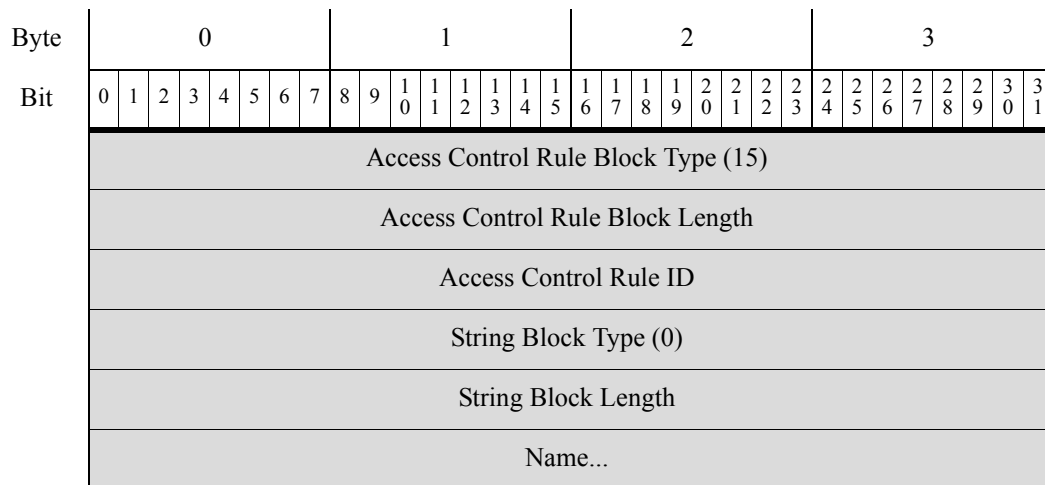 Byte 0 1 2 3
Bit 0 1 2 3 4 5 6 7 8 9 10 11 12 13 14 15 16 17 18 19 20 21 22 23 24 25 26 27 28 29 30 31
Access Control Rule Block Type (15)
Access Control Rule Block Length
Access Control Rule ID
String Block Type (0)
String Block Length
Name...